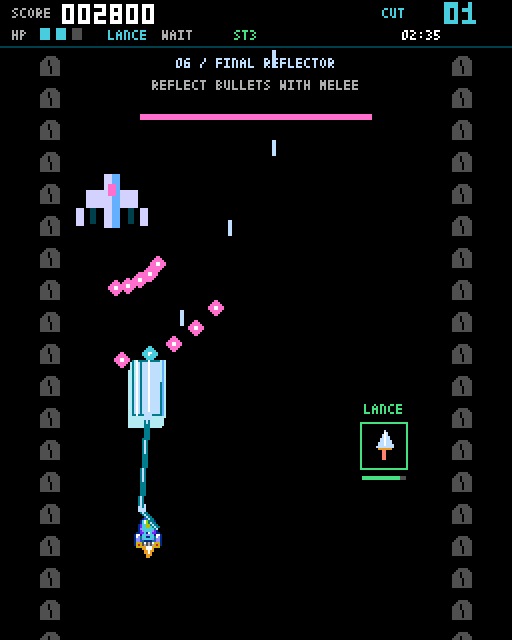 SCORE 002800 CUT 01
HP LANCE WAIT ST3 02:35
06 / FINAL REFLECTOR
REFLECT BULLETS WITH MELEE
LANCE